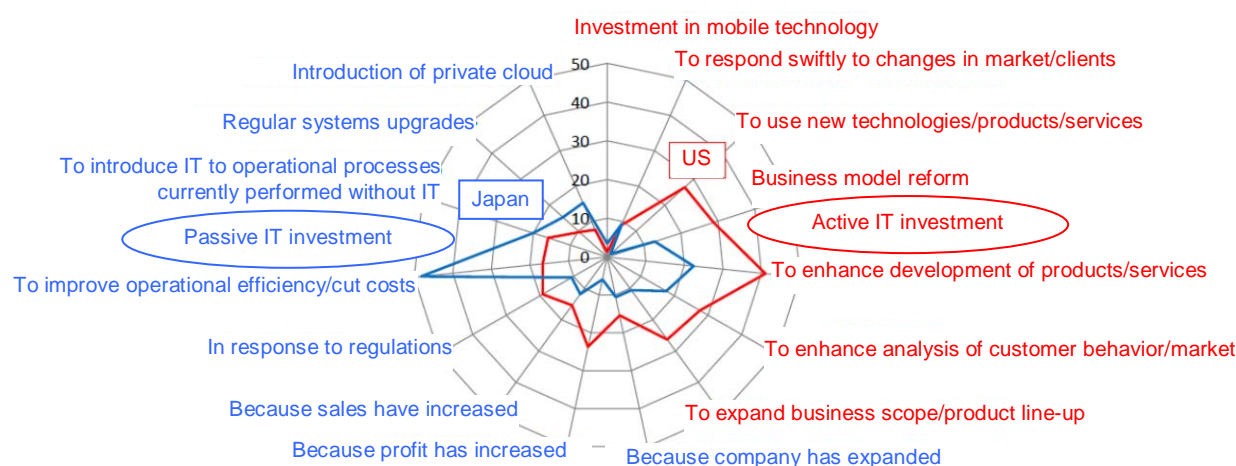 Investment in mobile technology
To respond swiftly to changes in market/clients
Introduction of private cloud
50
40
Regular systems upgrades
To use new technologies/products/services
30
To introduce IT to operational processes
currently performed without IT
US
20
Business model reform
Japan
10
Passive IT investment
Active IT investment
0
To improve operational efficiency/cut costs
To enhance development of products/services
In response to regulations
To enhance analysis of customer behavior/market
Because sales have increased
To expand business scope/product line-up
Because profit has increased
Because company has expanded